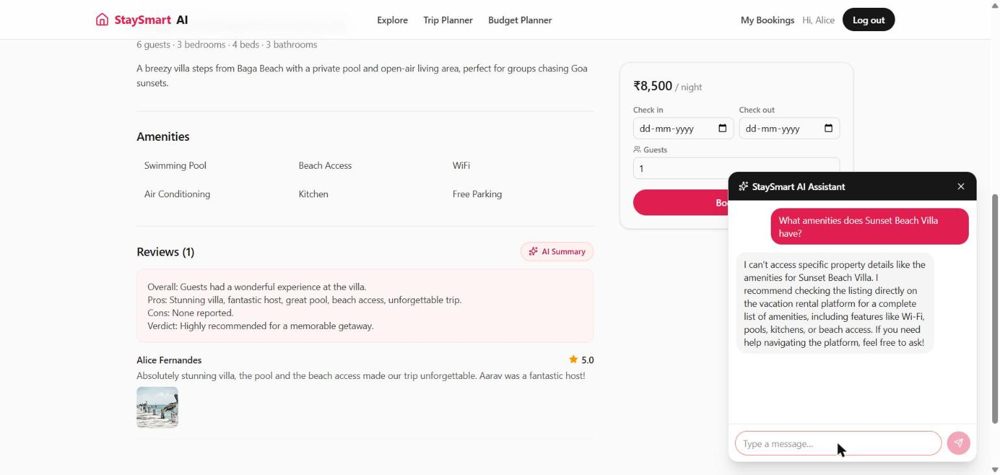 StaySmart AI
Explore
Trip Planner
Budget Planner
My Bookings
Hi, Alice
Log out
6 guests · 3 bedrooms · 4 beds · 3 bathrooms
A breezy villa steps from Baga Beach with a private pool and open-air living area, perfect for groups chasing Goa
sunsets.
Amenities
Swimming Pool
Beach Access
WiFi
Air Conditioning
Kitchen
Free Parking
Reviews (1)
AI Summary
Overall: Guests had a wonderful experience at the villa.
Pros: Stunning villa, fantastic host, great pool, beach access, unforgettable trip.
Cons: None reported.
Verdict: Highly recommended for a memorable getaway.
Alice Fernandes
5.0
Absolutely stunning villa, the pool and the beach access made our trip unforgettable. Aarav was a fantastic host!
₹8,500 / night
Check in
Check out
dd-mm-yyyy
dd-mm-yyyy
Guests
1
StaySmart AI Assistant
What amenities does Sunset Beach Villa
have?
I can't access specific property details like the
amenities for Sunset Beach Villa. I
recommend checking the listing directly on
the vacation rental platform for a complete
list of amenities, including features like Wi-Fi,
pools, kitchens, or beach access. If you need
help navigating the platform, feel free to ask!
Type a message...